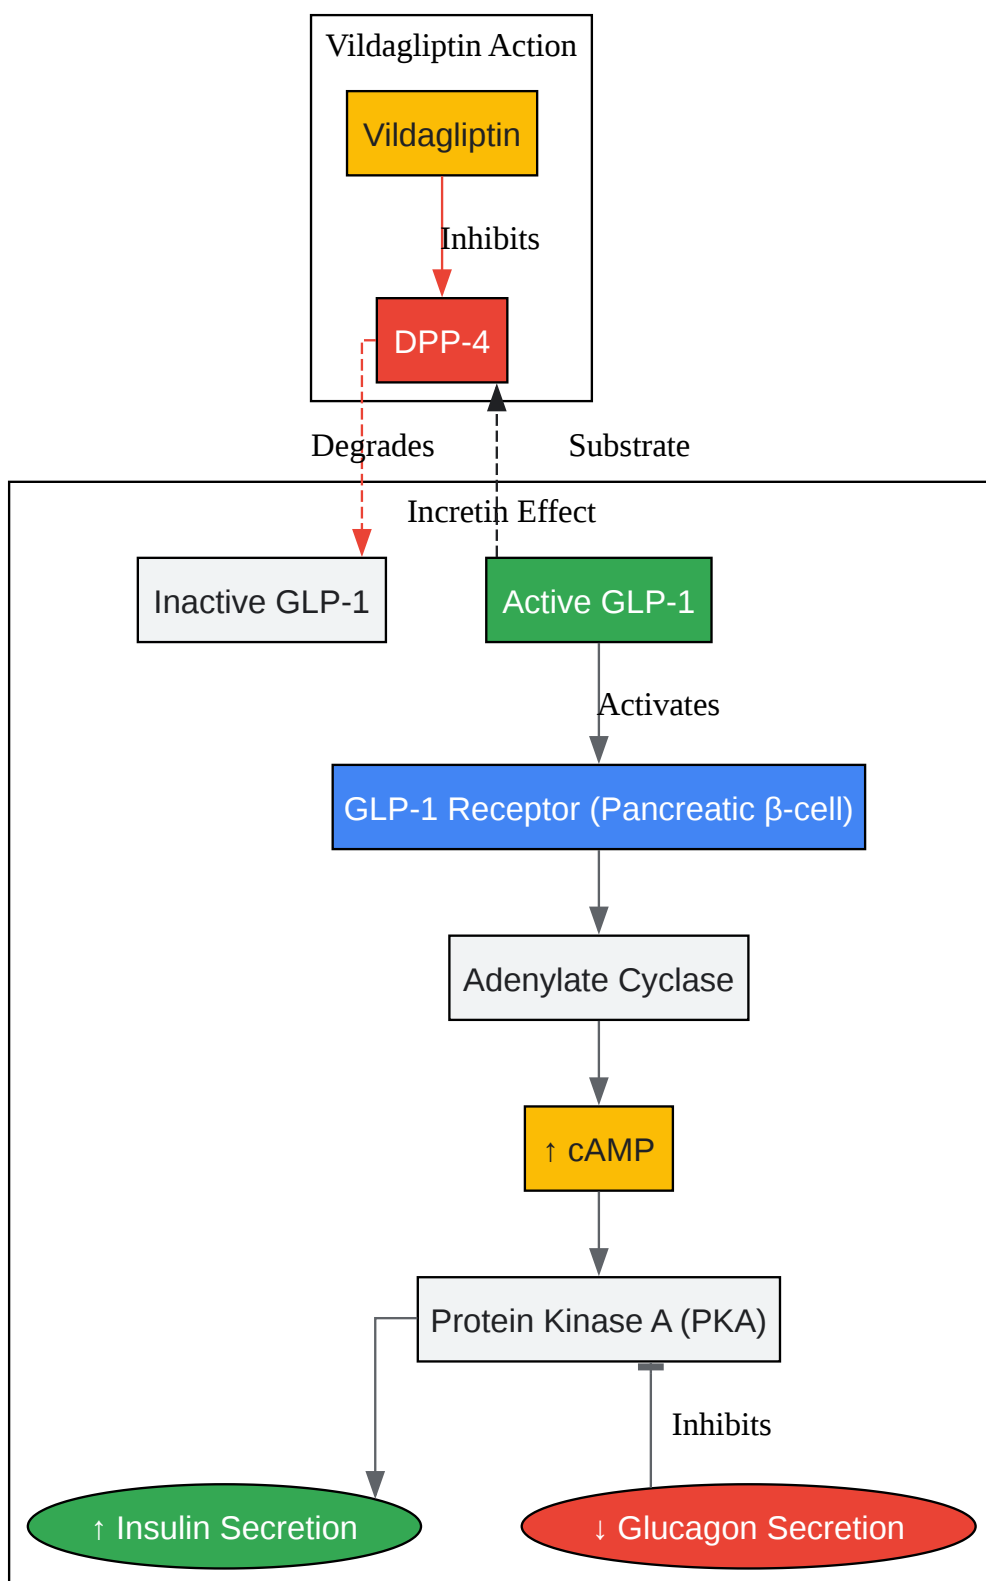 Vildagliptin Action
Vildagliptin
Inhibits
DPP-4
Degrades
Substrate
Incretin Effect
Inactive GLP-1
Active GLP-1
Activates
GLP-1 Receptor (Pancreatic β-cell)
Adenylate Cyclase
↑ cAMP
Protein Kinase A (PKA)
Inhibits
↑ Insulin Secretion
↓ Glucagon Secretion